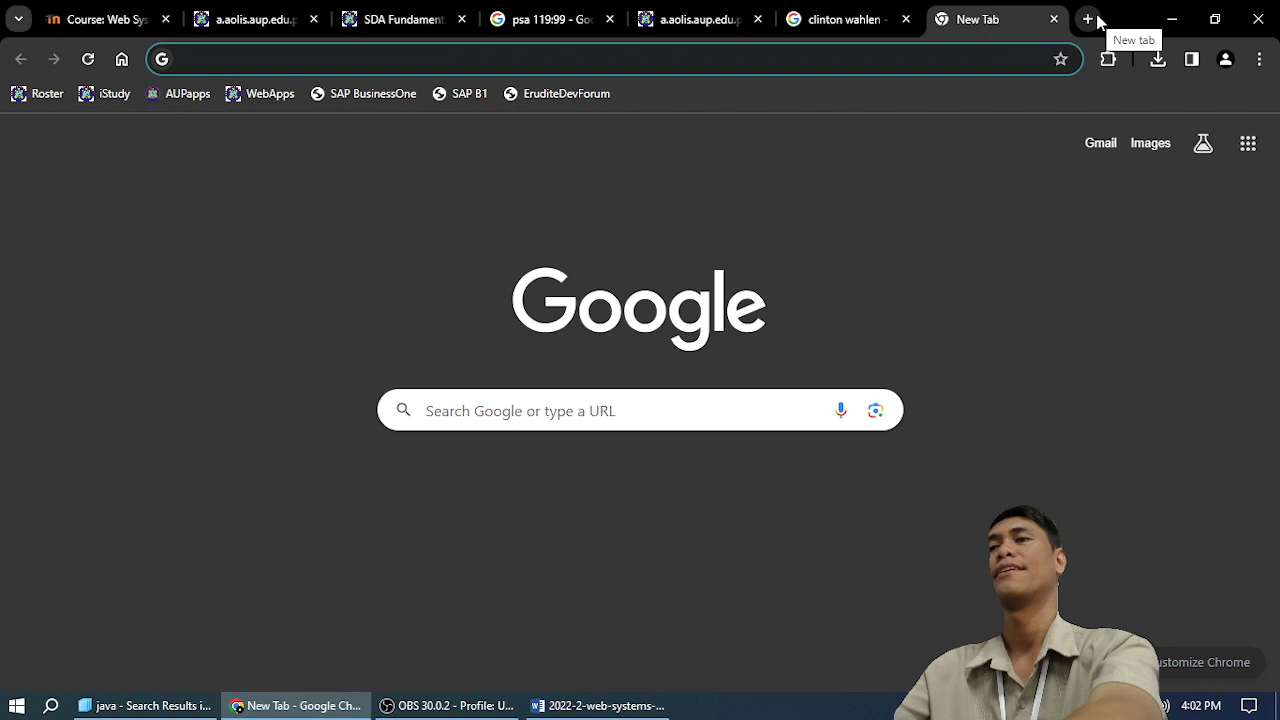 Course: Web Sys
a.aolis.aup.edu.p
SDA Fundament
psa 119:99 - Go
a.aolis.aup.edu.p
clinton wahlen -
New Tab
New tab
Roster
iStudy
AUPapps
WebApps
SAP BusinessOne
SAP B1
EruditeDevForum
Gmail
Images
Google
Search Google or type a URL
ustomize Chrome
java - Search Results i...
New Tab - Google Ch...
OBS 30.0.2 - Profile: U...
2022-2-web-systems-...
4:02 PM